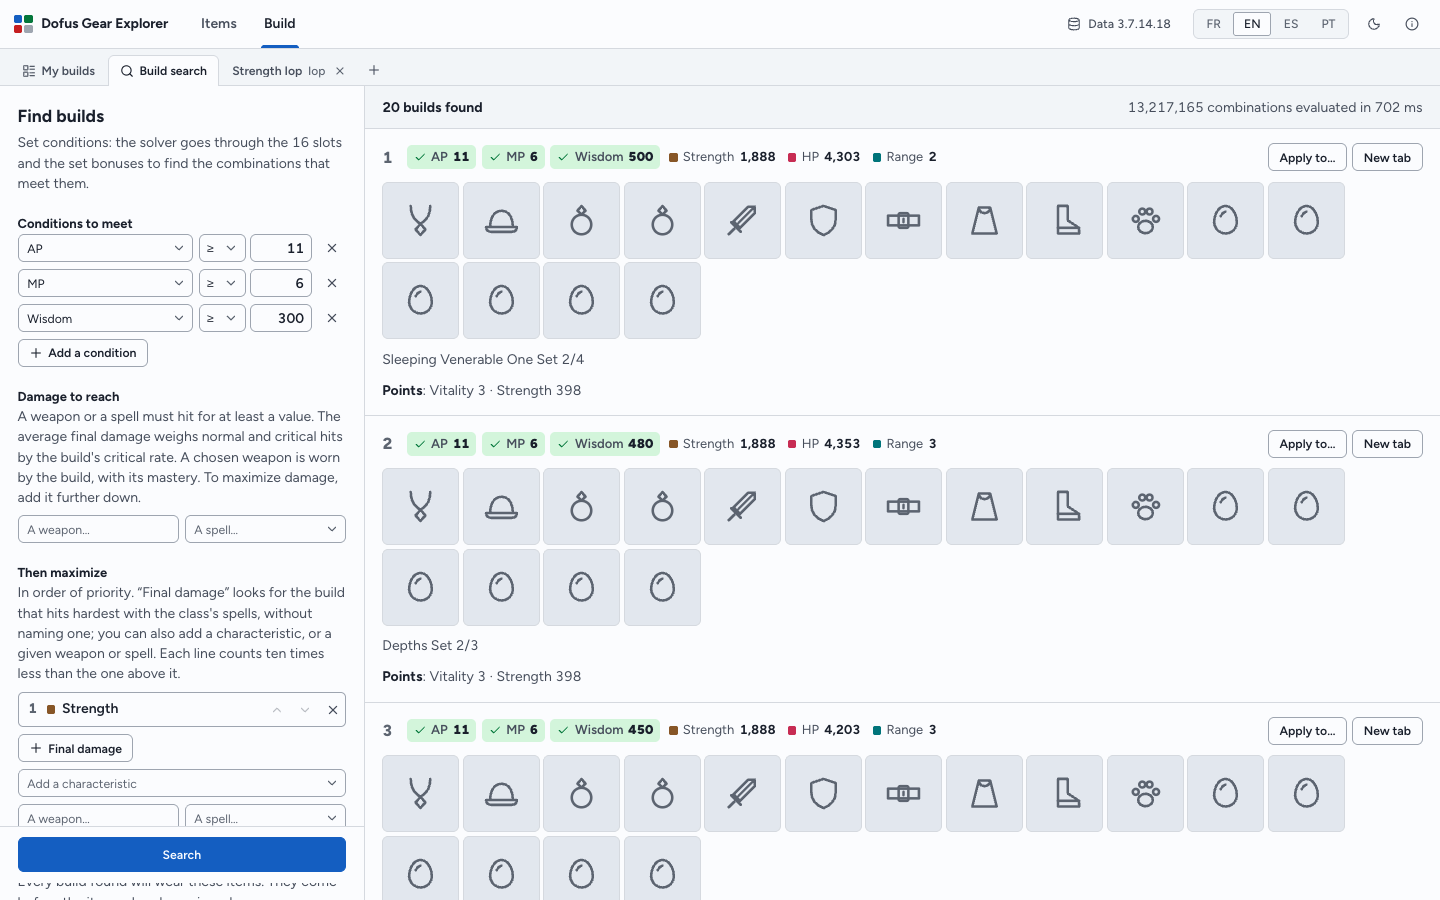 Dofus Gear Explorer
Items
Build
Data 3.7.14.18
FR
EN
ES
PT
My builds
Build search
Strength Iop Iop
Find builds
Set conditions: the solver goes through the 16 slots
and the set bonuses to find the combinations that
meet them.
Conditions to meet
AP ≥ 11
MP ≥ 6
Wisdom ≥ 300
Add a condition
Damage to reach
A weapon or a spell must hit for at least a value. The
average final damage weighs normal and critical hits
by the build's critical rate. A chosen weapon is worn
by the build, with its mastery. To maximize damage,
add it further down.
A weapon...
A spell...
Then maximize
In order of priority. “Final damage” looks for the build
that hits hardest with the class's spells, without
naming one; you can also add a characteristic, or a
given weapon or spell. Each line counts ten times
less than the one above it.
1 Strength
Final damage
Add a characteristic
A weapon...
A spell...
Search
Every build found will wear these items. They come
20 builds found
13,217,165 combinations evaluated in 702 ms
1 AP 11 MP 6 Wisdom 500 Strength 1,888 HP 4,303 Range 2
Apply to...
New tab
Sleeping Venerable One Set 2/4
Points: Vitality 3 · Strength 398
2 AP 11 MP 6 Wisdom 480 Strength 1,888 HP 4,353 Range 3
Apply to...
New tab
Depths Set 2/3
Points: Vitality 3 · Strength 398
3 AP 11 MP 6 Wisdom 450 Strength 1,888 HP 4,203 Range 3
Apply to...
New tab